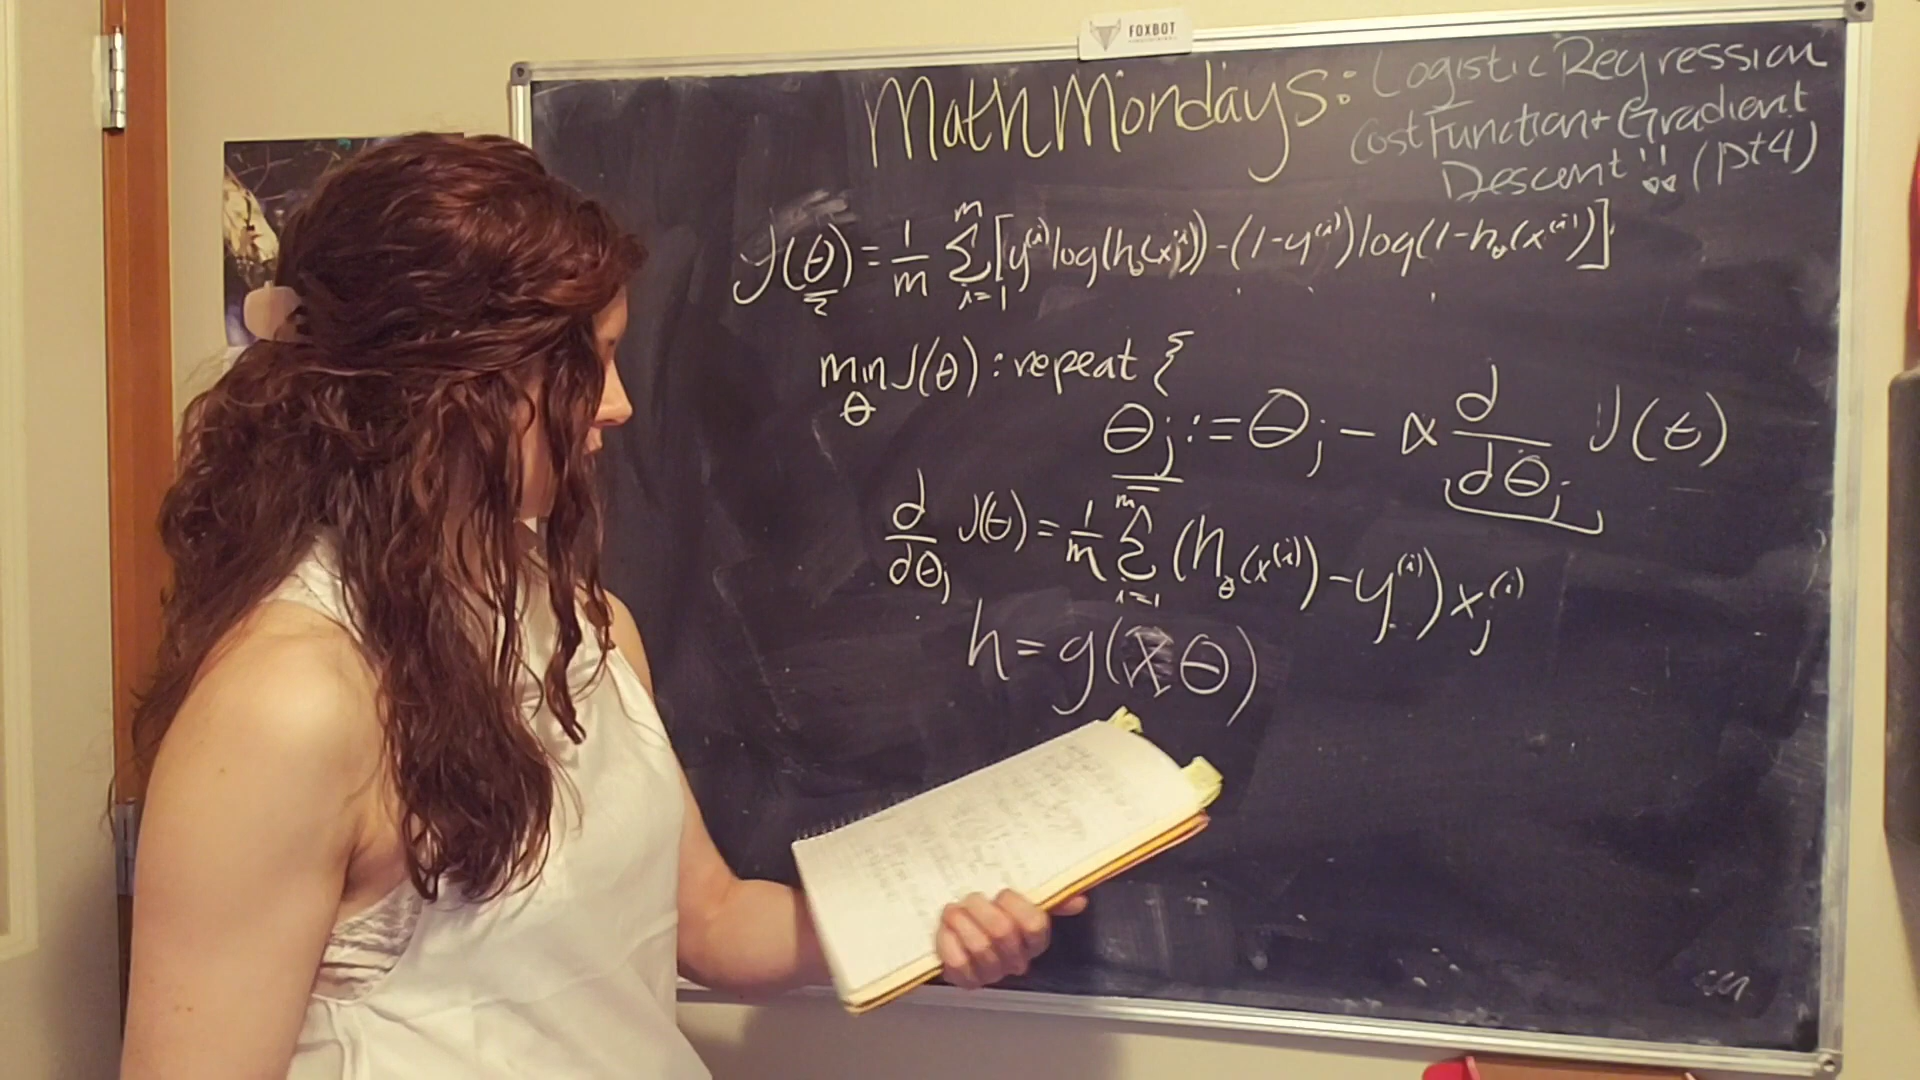 FOXBOT
Math Mondays: Logistic Regression
Cost Function + Gradient
Descent!! (pt4)
J(θ) = 1/m Σ_{i=1}^{m} [y^(i) log(h_θ(x^(i))) - (1-y^(i)) log(1-h_θ(x^(i))]
min_θ J(θ) : repeat {
θ_j := θ_j - α d/dθ_j J(θ)
d/dθ_j J(θ) = 1/m Σ_{i=1}^{m} (h_θ(x^(i)) - y^(i)) x_j^(i)
h = g(Xθ)